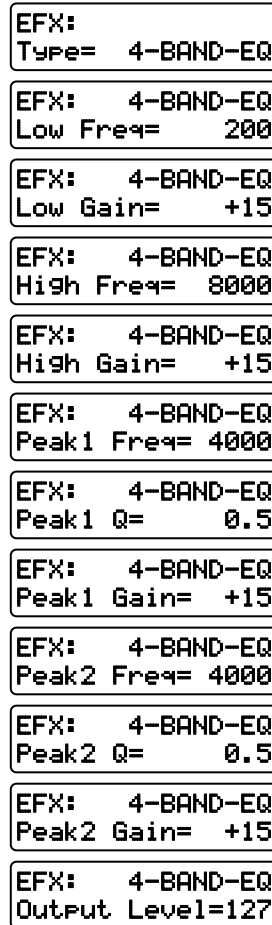 EFX:
Type= 4-BAND-EQ
EFX: 4-BAND-EQ
Low Freq= 200
EFX: 4-BAND-EQ
Low Gain= +15
EFX: 4-BAND-EQ
High Freq= 8000
EFX: 4-BAND-EQ
High Gain= +15
EFX: 4-BAND-EQ
Peak1 Freq= 4000
EFX: 4-BAND-EQ
Peak1 Q= 0.5
EFX: 4-BAND-EQ
Peak1 Gain= +15
EFX: 4-BAND-EQ
Peak2 Freq= 4000
EFX: 4-BAND-EQ
Peak2 Q= 0.5
EFX: 4-BAND-EQ
Peak2 Gain= +15
EFX: 4-BAND-EQ
Output Level=127